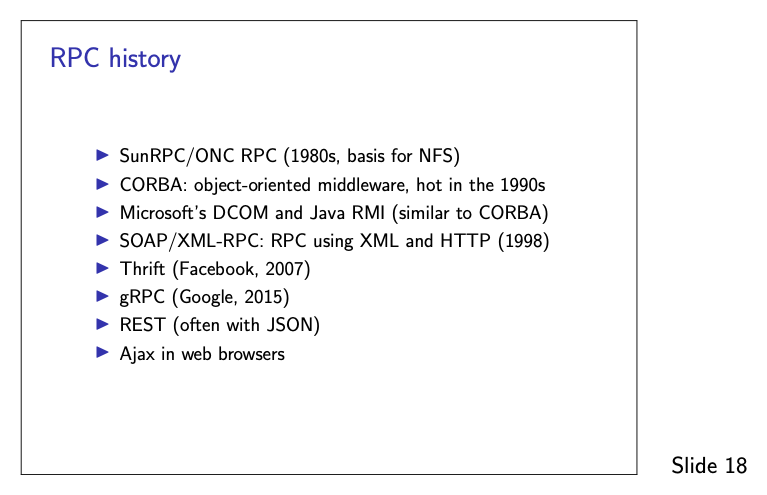 RPC history
▶ SunRPC/ONC RPC (1980s, basis for NFS)
▶ CORBA: object-oriented middleware, hot in the 1990s
▶ Microsoft's DCOM and Java RMI (similar to CORBA)
▶ SOAP/XML-RPC: RPC using XML and HTTP (1998)
▶ Thrift (Facebook, 2007)
▶ gRPC (Google, 2015)
▶ REST (often with JSON)
▶ Ajax in web browsers
Slide 18